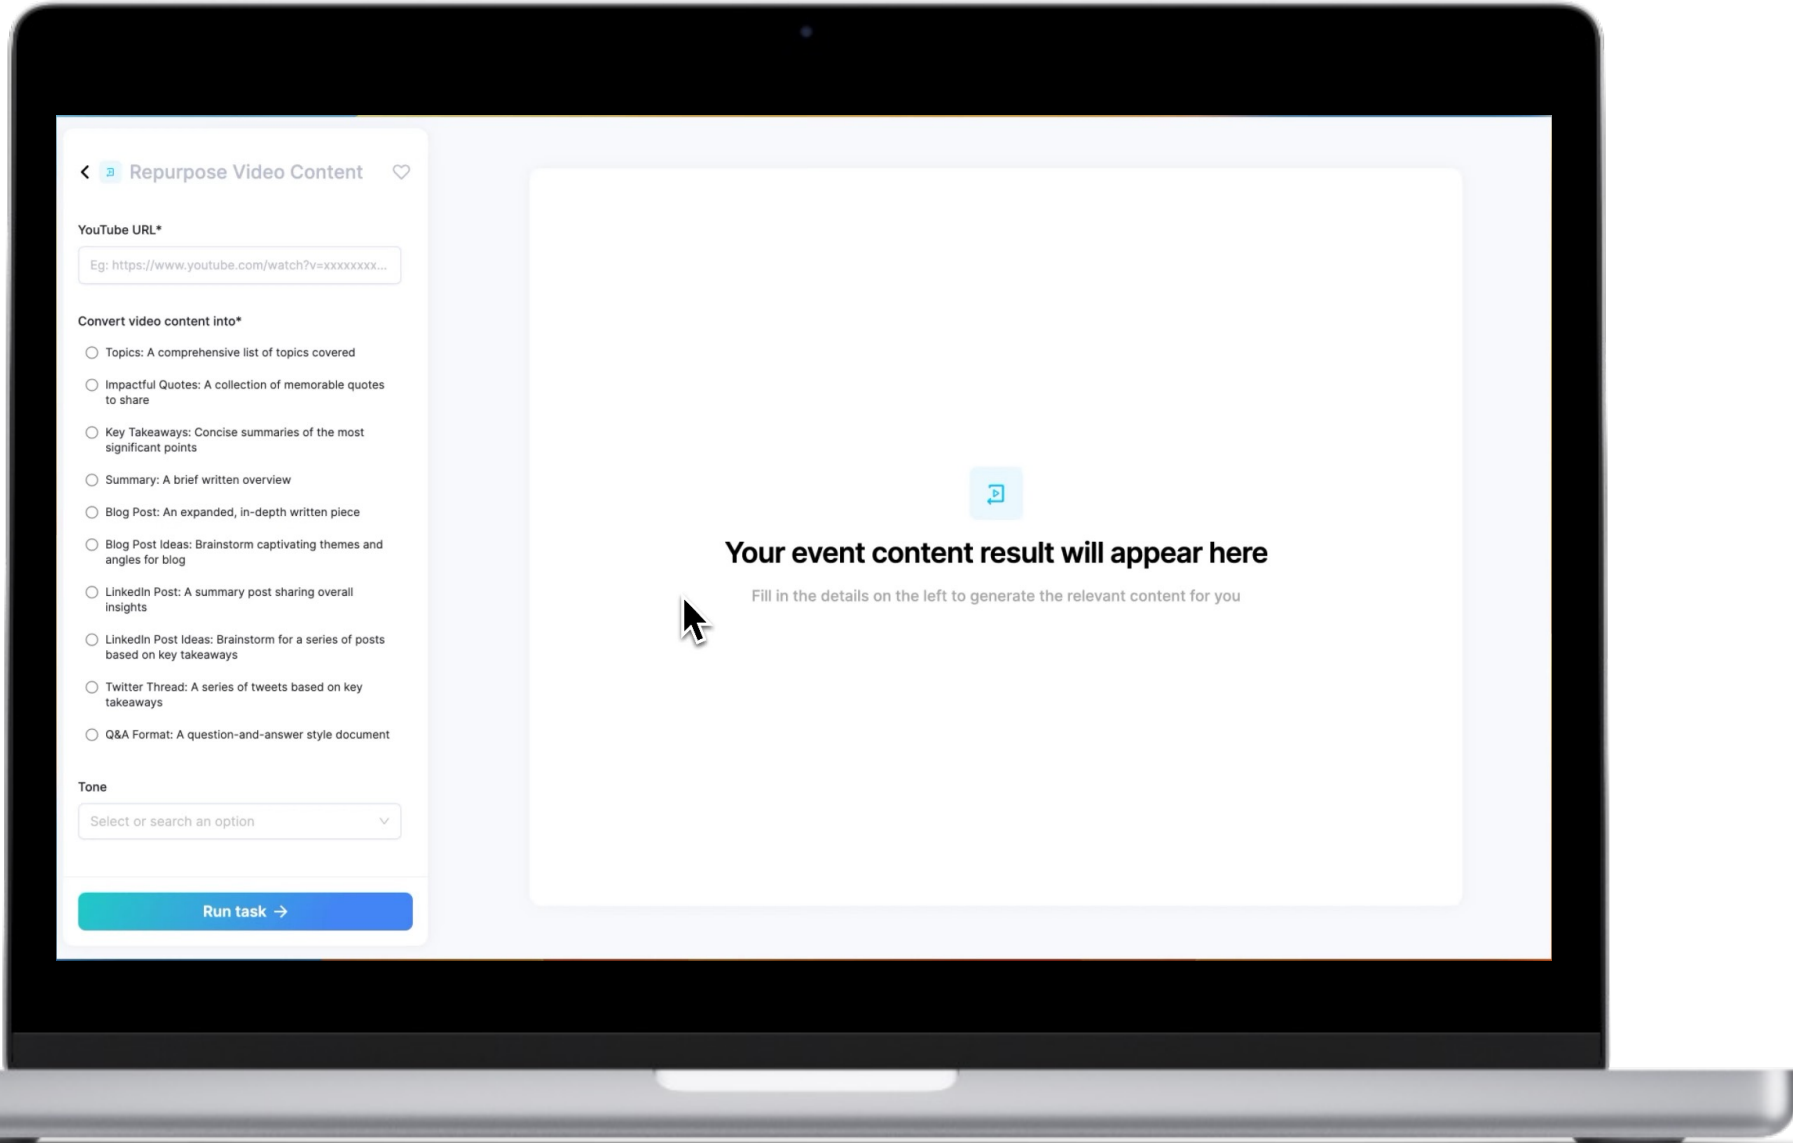 Repurpose Video Content
YouTube URL*
Eg: https://www.youtube.com/watch?v=xxxxxxxx...
Convert video content into*
Topics: A comprehensive list of topics covered
Impactful Quotes: A collection of memorable quotes
to share
Key Takeaways: Concise summaries of the most
significant points
Summary: A brief written overview
Blog Post: An expanded, in-depth written piece
Blog Post Ideas: Brainstorm captivating themes and
angles for blog
LinkedIn Post: A summary post sharing overall
insights
LinkedIn Post Ideas: Brainstorm for a series of posts
based on key takeaways
Twitter Thread: A series of tweets based on key
takeaways
Q&A Format: A question-and-answer style document
Tone
Select or search an option
Run task →
Your event content result will appear here
Fill in the details on the left to generate the relevant content for you